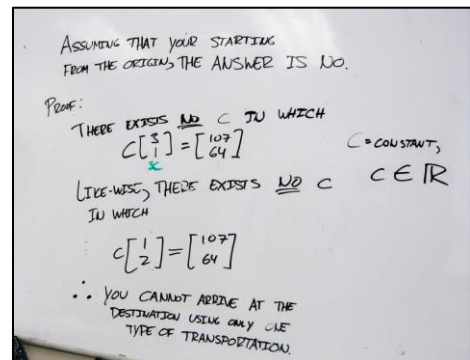 ASSUMING THAT YOUR STARTING
FROM THE ORIGIN, THE ANSWER IS NO.
PROOF:
THERE EXISTS NO C IN WHICH
C[3 1] = [107 64]
x
C = CONSTANT,
C ∈ ℝ
LIKE-WISE, THERE EXISTS NO C
IN WHICH
C[1 2] = [107 64]
∴ YOU CANNOT ARRIVE AT THE
DESTINATION USING ONLY ONE
TYPE OF TRANSPORTATION.